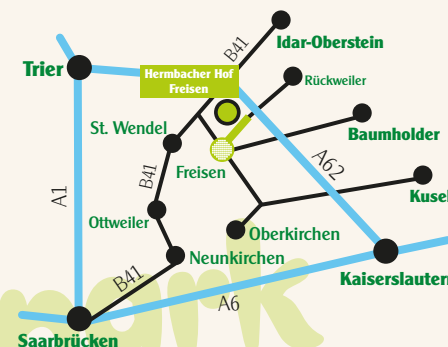 B41
Idar-Oberstein
Trier
Hermbacher Hof
Freisen
Rückweiler
St. Wendel
Baumholder
A62
B41
Freisen
A1
Kusel
Ottweiler
Oberkirchen
Neunkirchen
B41
Kaiserslautern
A6
Saarbrücken